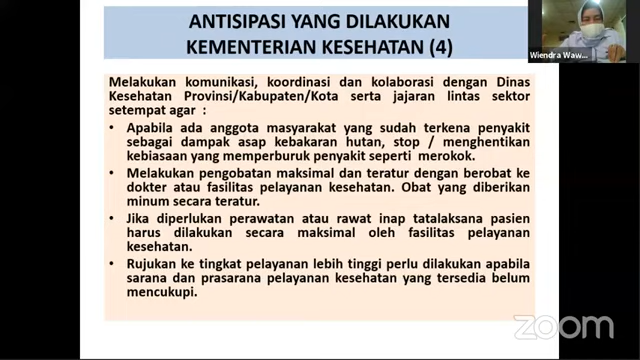 ANTISIPASI YANG DILAKUKAN
KEMENTERIAN KESEHATAN (4)
Wiendra Waw...
Melakukan komunikasi, koordinasi dan kolaborasi dengan Dinas
Kesehatan Provinsi/Kabupaten/Kota serta jajaran lintas sektor
setempat agar :
• Apabila ada anggota masyarakat yang sudah terkena penyakit
sebagai dampak asap kebakaran hutan, stop / menghentikan
kebiasaan yang memperburuk penyakit seperti merokok.
• Melakukan pengobatan maksimal dan teratur dengan berobat ke
dokter atau fasilitas pelayanan kesehatan. Obat yang diberikan
minum secara teratur.
• Jika diperlukan perawatan atau rawat inap tatalaksana pasien
harus dilakukan secara maksimal oleh fasilitas pelayanan
kesehatan.
• Rujukan ke tingkat pelayanan lebih tinggi perlu dilakukan apabila
sarana dan prasarana pelayanan kesehatan yang tersedia belum
mencukupi.
zoom